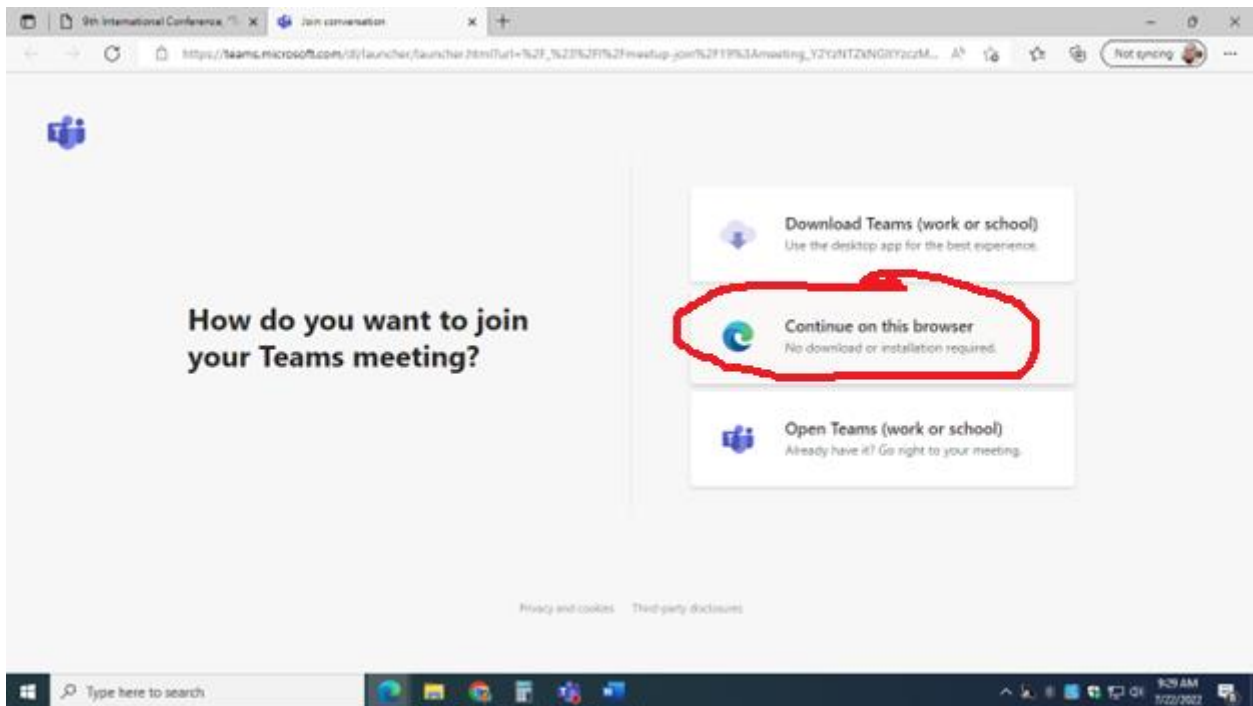 9th International Conference, "
Join conversation
https://teams.microsoft.com/dl/launcher/launcher.html?url=%2F_%23%2Fl%2Fmeetup-join%2F19%3Ameeting_
Not syncing
Download Teams (work or school)
Use the desktop app for the best experience.
How do you want to join
your Teams meeting?
Continue on this browser
No download or installation required.
Open Teams (work or school)
Already have it? Go right to your meeting.
Privacy and cookies
Third-party disclosures
Type here to search
9:29 AM
7/22/2022